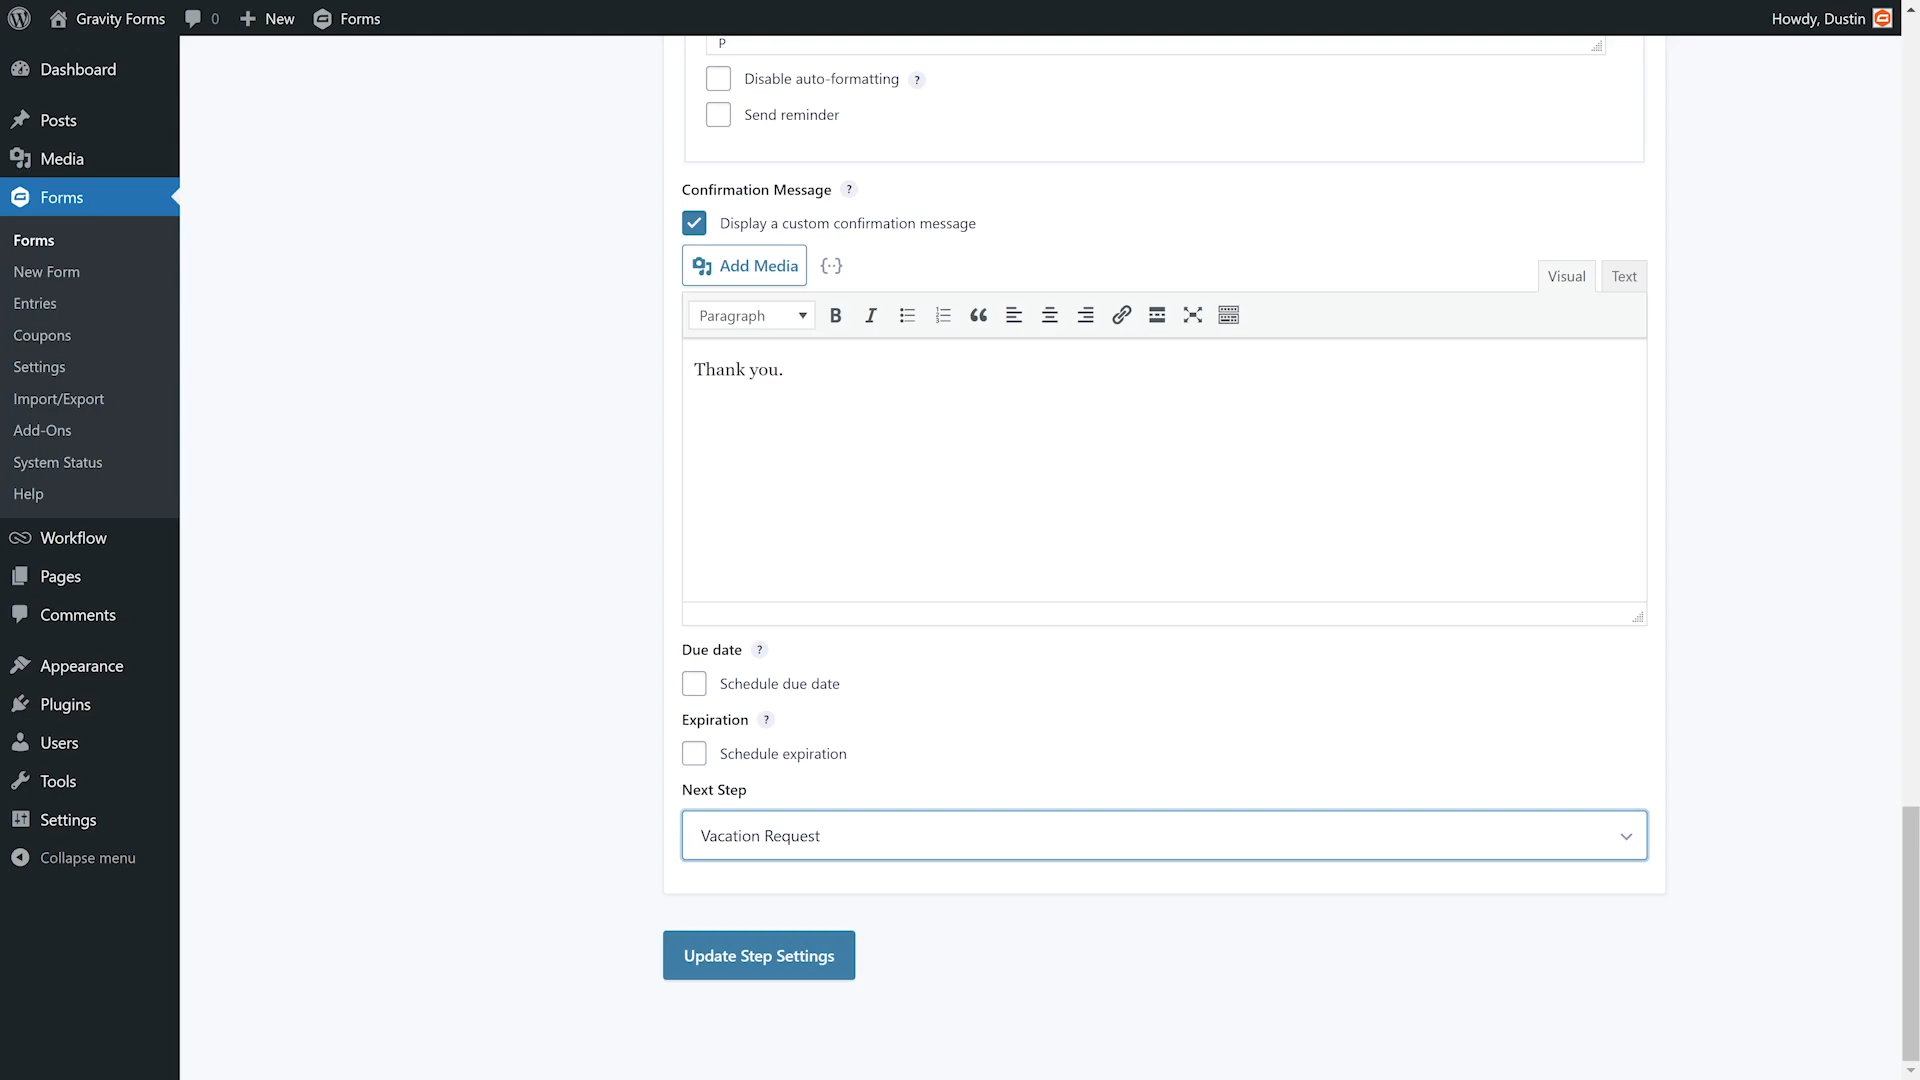 Gravity Forms
0
New
Forms
Howdy, Dustin
Dashboard
Posts
Media
Forms
Forms
New Form
Entries
Coupons
Settings
Import/Export
Add-Ons
System Status
Help
Workflow
Pages
Comments
Appearance
Plugins
Users
Tools
Settings
Collapse menu
P
Disable auto-formatting ?
Send reminder
Confirmation Message ?
Display a custom confirmation message
Add Media
Visual
Text
Paragraph
Thank you.
Due date ?
Schedule due date
Expiration ?
Schedule expiration
Next Step
Vacation Request
Update Step Settings